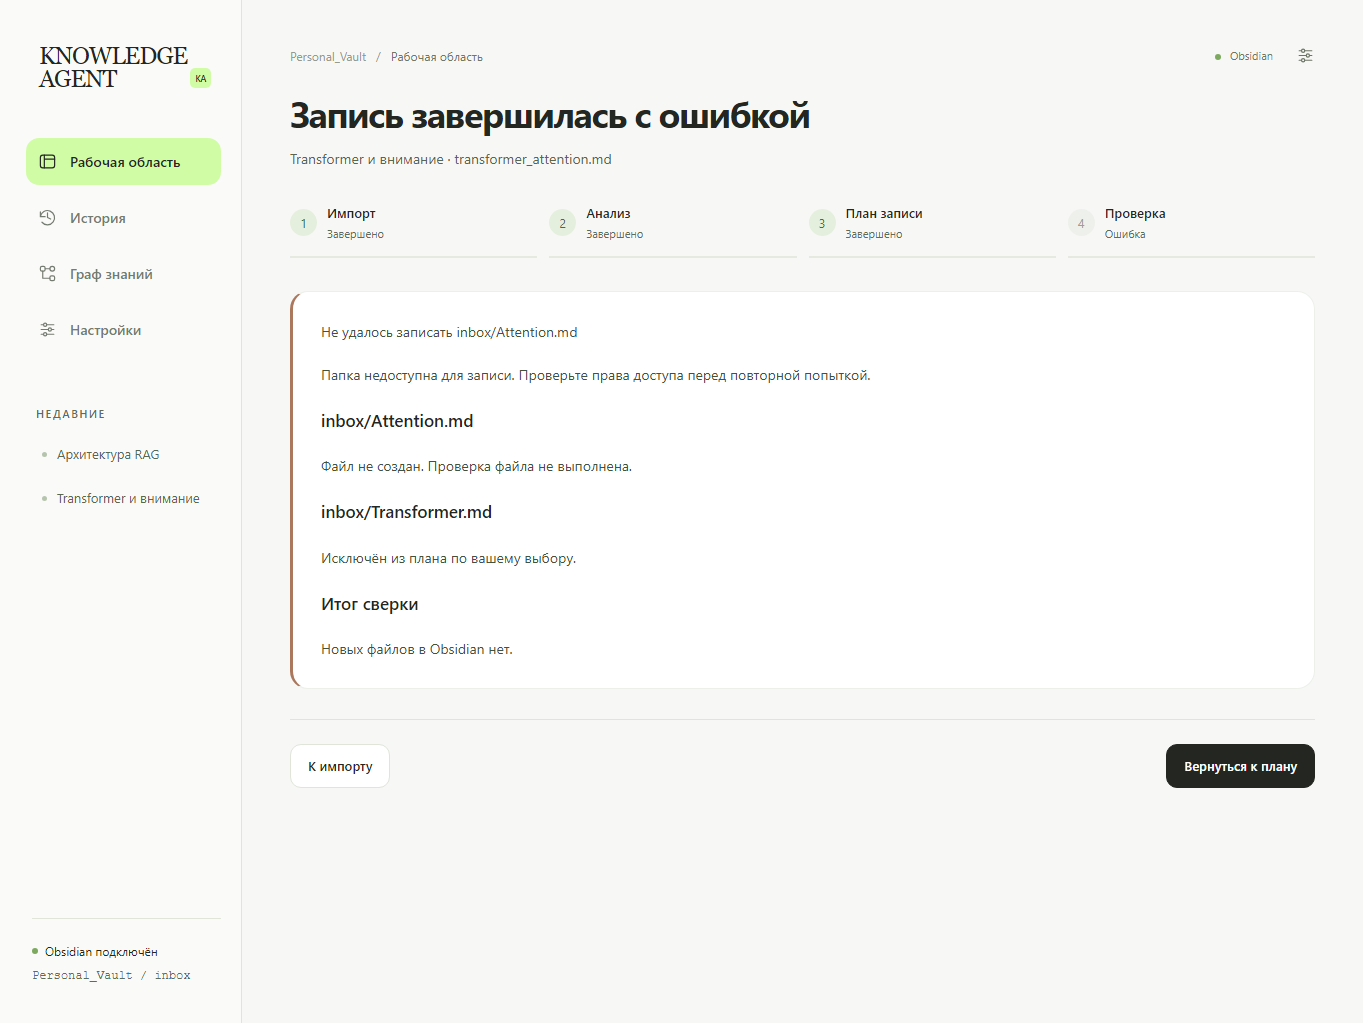 KNOWLEDGE
AGENT
KA
Рабочая область
История
Граф знаний
Настройки
НЕДАВНИЕ
Архитектура RAG
Transformer и внимание
Obsidian подключён
Personal_Vault / inbox
Personal_Vault / Рабочая область
Obsidian
Запись завершилась с ошибкой
Transformer и внимание · transformer_attention.md
1
Импорт
Завершено
2
Анализ
Завершено
3
План записи
Завершено
4
Проверка
Ошибка
Не удалось записать inbox/Attention.md
Папка недоступна для записи. Проверьте права доступа перед повторной попыткой.
inbox/Attention.md
Файл не создан. Проверка файла не выполнена.
inbox/Transformer.md
Исключён из плана по вашему выбору.
Итог сверки
Новых файлов в Obsidian нет.
К импорту
Вернуться к плану